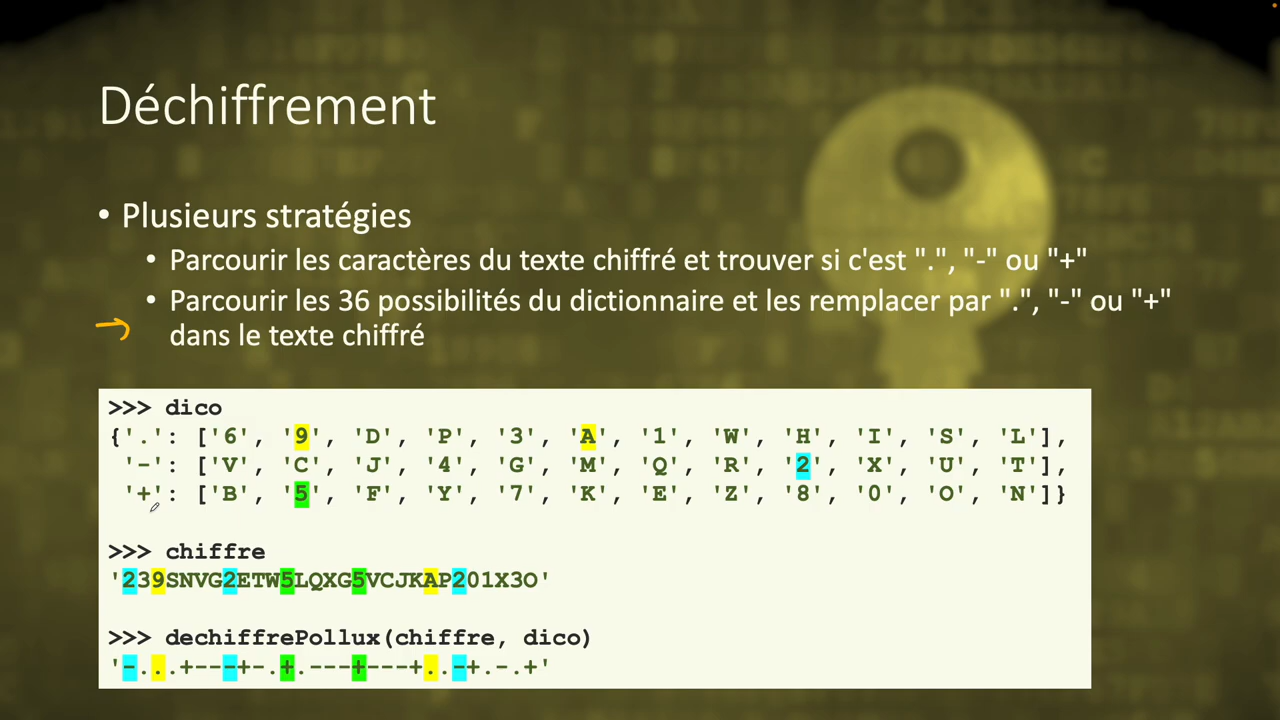 Déchiffrement
• Plusieurs stratégies
• Parcourir les caractères du texte chiffré et trouver si c'est ".", "-" ou "+"
• Parcourir les 36 possibilités du dictionnaire et les remplacer par ".", "-" ou "+"
dans le texte chiffré
>>> dico
{'.': ['6', '9', 'D', 'P', '3', 'A', '1', 'W', 'H', 'I', 'S', 'L'],
'-': ['V', 'C', 'J', '4', 'G', 'M', 'Q', 'R', '2', 'X', 'U', 'T'],
'+': ['B', '5', 'F', 'Y', '7', 'K', 'E', 'Z', '8', '0', 'O', 'N']}
>>> chiffre
'239SNVG2ETW5LQXG5VCJKAP201X3O'
>>> dechiffrePollux(chiffre, dico)
'-...+---+-.+.---+---+..-+.-.+'